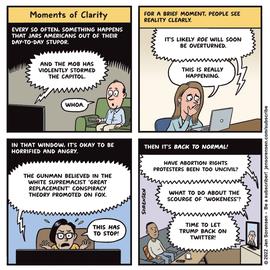 Moments of Clarity
EVERY SO OFTEN, SOMETHING HAPPENS
THAT JARS AMERICANS OUT OF THEIR
DAY-TO-DAY STUPOR.
AND THE MOB HAS
VIOLENTLY STORMED
THE CAPITOL.
WHOA.
FOR A BRIEF MOMENT, PEOPLE SEE
REALITY CLEARLY.
IT'S LIKELY ROE WILL SOON
BE OVERTURNED.
THIS IS
REALLY
HAPPENING.
IN THAT WINDOW, IT'S OKAY TO BE
HORRIFIED AND ANGRY.
THE GUNMAN BELIEVED IN THE
WHITE SUPREMACIST "GREAT
REPLACEMENT" CONSPIRACY
THEORY PROMOTED ON FOX.
THIS HAS
TO STOP!
THEN IT'S BACK TO NORMAL!
HAVE ABORTION RIGHTS
PROTESTERS BEEN TOO UNCIVIL?
WHAT TO DO ABOUT THE
SCOURGE OF "WOKENESS"?
TIME TO LET
TRUMP BACK ON
TWITTER!
SORENSEN